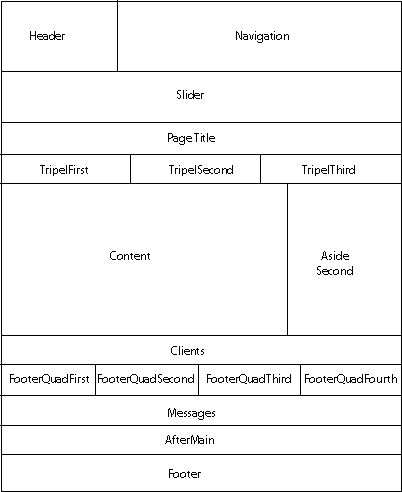 Header
Navigation
Slider
PageTitle
TripelFirst
TripelSecond
TripelThird
Content
Aside
Second
Clients
FooterQuadFirst
FooterQuadSecond
FooterQuadThird
FooterQuadFourth
Messages
AfterMain
Footer